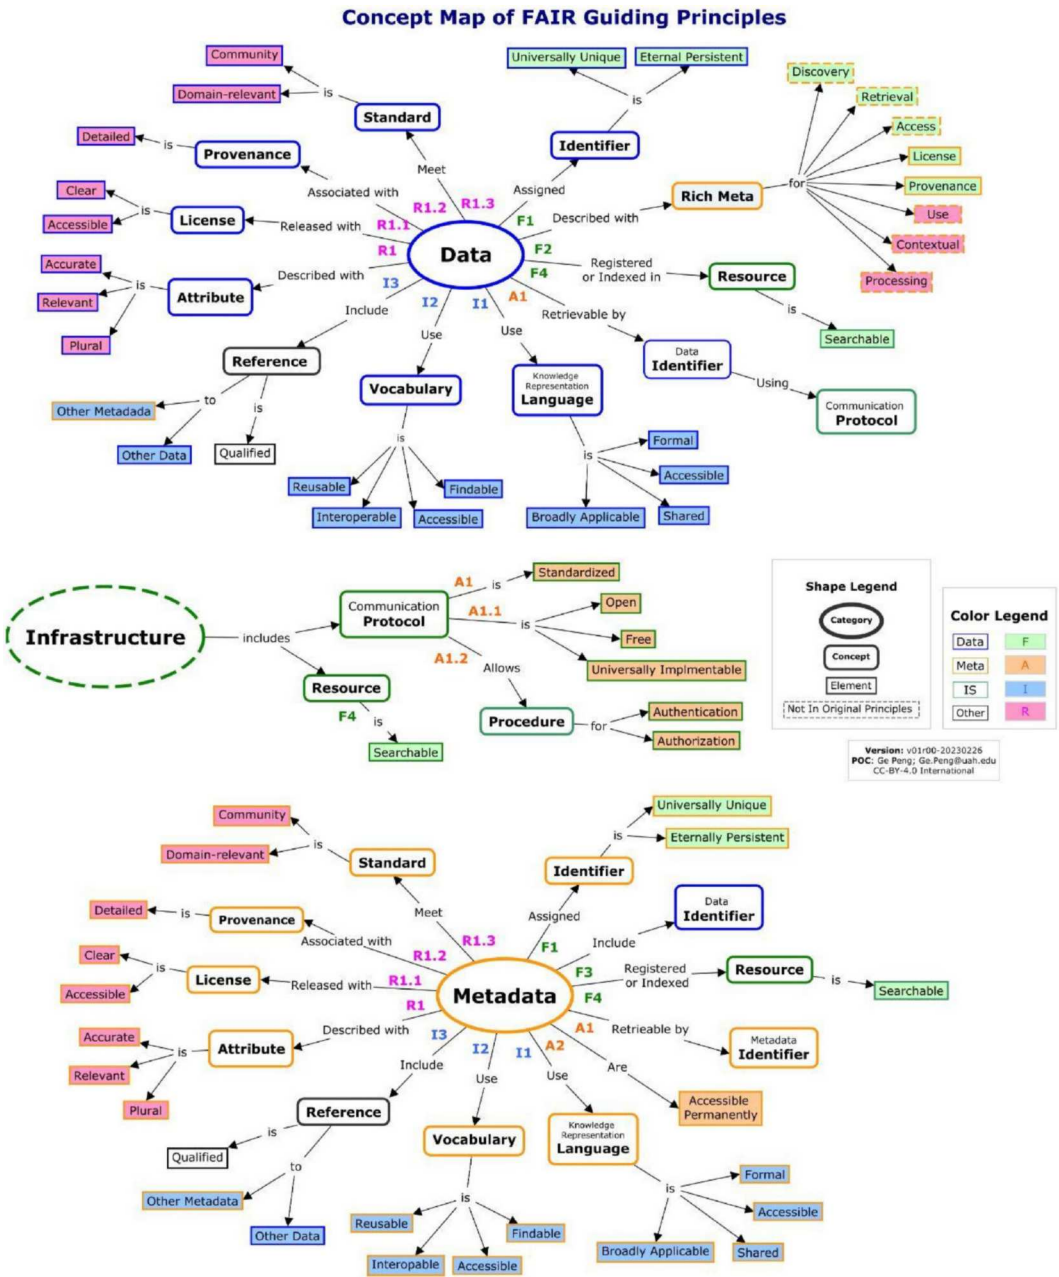 Concept Map of FAIR Guiding Principles
Community
Domain-relevant
is
Standard
Detailed
is
Provenance
Meet
Associated with
Clear
Accessible
is
License
Released with
Accurate
Relevant
Plural
is
Attribute
Described with
Include
Reference
to
is
Other Metadada
Other Data
Qualified
Universally Unique
Eternal Persistent
is
Identifier
Assigned
Described with
Rich Meta
for
Discovery
Retrieval
Access
License
Provenance
Use
Contextual
Processing
R1.3
R1.2
R1.1
R1
I3
I2
I1
A1
F4
F2
F1
Data
Registered
or Indexed in
Resource
is
Searchable
Retrievable by
Data
Identifier
Using
Communication
Protocol
Use
Vocabulary
is
Reusable
Interoperable
Accessible
Findable
Use
Knowledge
Representation
Language
is
Formal
Accessible
Shared
Broadly Applicable
Infrastructure
includes
Communication
Protocol
A1
is
Standardized
A1.1
is
Open
Free
Universally Implmentable
A1.2
Allows
Procedure
for
Authentication
Authorization
Resource
F4
is
Searchable
Shape Legend
Category
Concept
Element
Not In Original Principles
Color Legend
Data F
Meta A
IS I
Other R
Version: v01r00-20230226
POC: Ge Peng; Ge.Peng@uah.edu
CC-BY-4.0 International
Community
Domain-relevant
is
Standard
Meet
Detailed
is
Provenance
Associated with
Clear
Accessible
is
License
Released with
Accurate
Relevant
Plural
is
Attribute
Described with
Include
Reference
is
Qualified
to
Other Metadata
Other Data
Universally Unique
Eternally Persistent
is
Identifier
Assigned
Include
Data
Identifier
R1.3
R1.2
R1.1
R1
I3
I2
I1
A2
A1
F4
F3
F1
Metadata
Registered
or Indexed
Resource
is
Searchable
Retrieable by
Metadata
Identifier
Are
Accessible
Permanently
Use
Vocabulary
is
Reusable
Interopable
Accessible
Findable
Use
Knowledge
Representation
Language
is
Formal
Accessible
Shared
Broadly Applicable